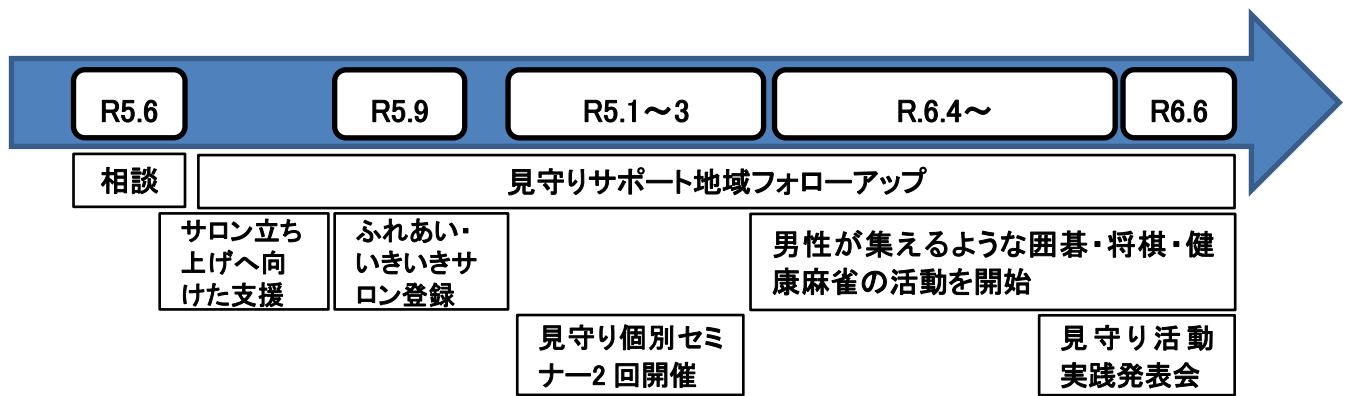 R5.6
R5.9
R5.1～3
R.6.4～
R6.6
相談
見守りサポート地域フォローアップ
サロン立ち
上げへ向
けた支援
ふれあい・
いきいきサ
ロン登録
男性が集えるような囲碁・将棋・健
康麻雀の活動を開始
見守り個別セミ
ナー2 回開催
見守り活動
実践発表会